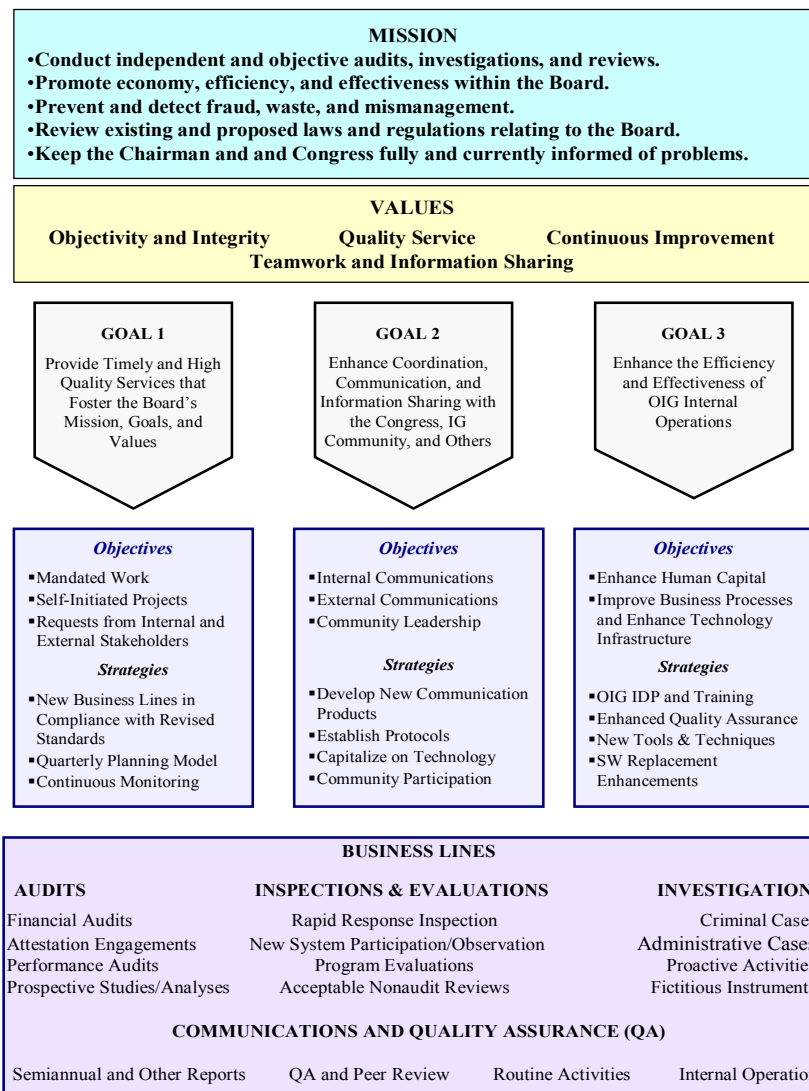 MISSION
•Conduct independent and objective audits, investigations, and reviews.
•Promote economy, efficiency, and effectiveness within the Board.
•Prevent and detect fraud, waste, and mismanagement.
•Review existing and proposed laws and regulations relating to the Board.
•Keep the Chairman and and Congress fully and currently informed of problems.
VALUES
Objectivity and Integrity Quality Service Continuous Improvement
Teamwork and Information Sharing
GOAL 1
Provide Timely and High
Quality Services that
Foster the Board's
Mission, Goals, and
Values
GOAL 2
Enhance Coordination,
Communication, and
Information Sharing with
the Congress, IG
Community, and Others
GOAL 3
Enhance the Efficiency
and Effectiveness of
OIG Internal
Operations
Objectives
▪Mandated Work
▪Self-Initiated Projects
▪Requests from Internal and
External Stakeholders
Strategies
▪New Business Lines in
Compliance with Revised
Standards
▪Quarterly Planning Model
▪Continuous Monitoring
Objectives
▪Internal Communications
▪External Communications
▪Community Leadership
Strategies
▪Develop New Communication
Products
▪Establish Protocols
▪Capitalize on Technology
▪Community Participation
Objectives
▪Enhance Human Capital
▪Improve Business Processes
and Enhance Technology
Infrastructure
Strategies
▪OIG IDP and Training
▪Enhanced Quality Assurance
▪New Tools & Techniques
▪SW Replacement
Enhancements
BUSINESS LINES
AUDITS
Financial Audits
Attestation Engagements
Performance Audits
Prospective Studies/Analyses
INSPECTIONS & EVALUATIONS
Rapid Response Inspection
New System Participation/Observation
Program Evaluations
Acceptable Nonaudit Reviews
INVESTIGATION
Criminal Case
Administrative Cases
Proactive Activitie
Fictitious Instrument
COMMUNICATIONS AND QUALITY ASSURANCE (QA)
Semiannual and Other Reports QA and Peer Review Routine Activities Internal Operatio